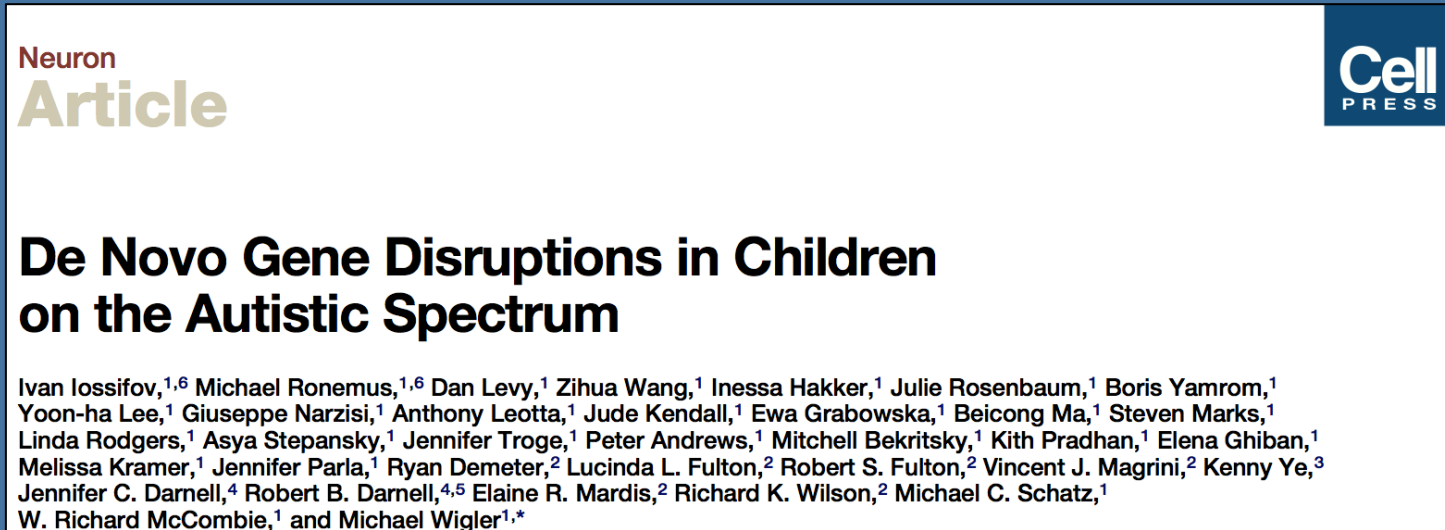 Neuron
Article
Cell
PRESS
De Novo Gene Disruptions in Children
on the Autistic Spectrum
Ivan Iossifov,1,6 Michael Ronemus,1,6 Dan Levy,1 Zihua Wang,1 Inessa Hakker,1 Julie Rosenbaum,1 Boris Yamrom,1
Yoon-ha Lee,1 Giuseppe Narzisi,1 Anthony Leotta,1 Jude Kendall,1 Ewa Grabowska,1 Beicong Ma,1 Steven Marks,1
Linda Rodgers,1 Asya Stepansky,1 Jennifer Troge,1 Peter Andrews,1 Mitchell Bekritsky,1 Kith Pradhan,1 Elena Ghiban,1
Melissa Kramer,1 Jennifer Parla,1 Ryan Demeter,2 Lucinda L. Fulton,2 Robert S. Fulton,2 Vincent J. Magrini,2 Kenny Ye,3
Jennifer C. Darnell,4 Robert B. Darnell,4,5 Elaine R. Mardis,2 Richard K. Wilson,2 Michael C. Schatz,1
W. Richard McCombie,1 and Michael Wigler1,*